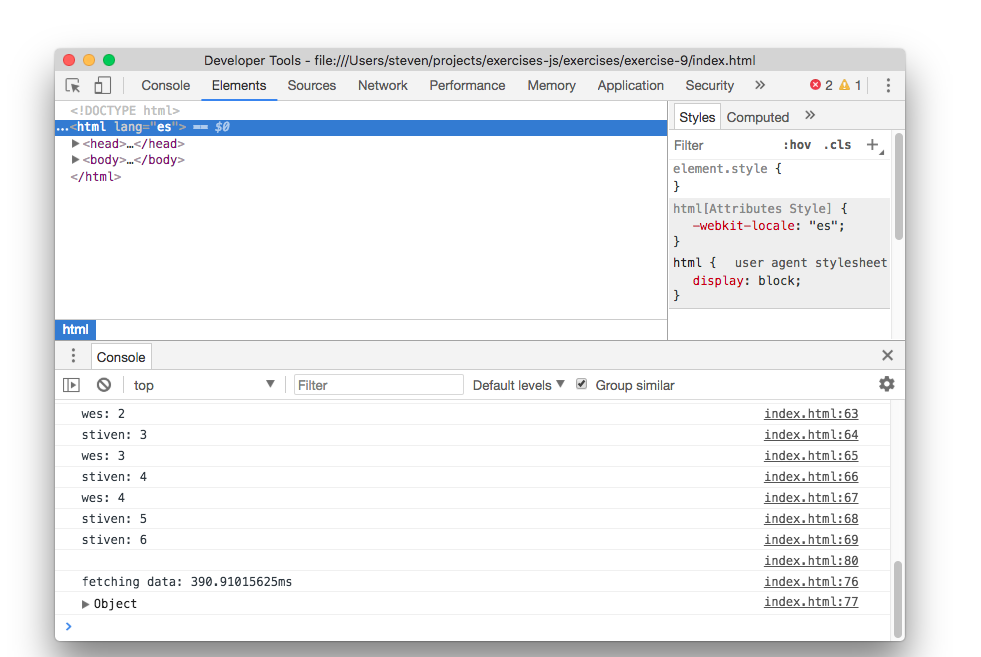 Developer Tools - file:///Users/steven/projects/exercises-js/exercises/exercise-9/index.html
Console Elements Sources Network Performance Memory Application Security » 2 1
<!DOCTYPE html>
…<html lang="es"> == $0
<head>…</head>
<body>…</body>
</html>
html
Styles Computed »
Filter :hov .cls +
element.style {
}
html[Attributes Style] {
-webkit-locale: "es";
}
html { user agent stylesheet
display: block;
}
Console
top Filter Default levels Group similar
wes: 2 index.html:63
stiven: 3 index.html:64
wes: 3 index.html:65
stiven: 4 index.html:66
wes: 4 index.html:67
stiven: 5 index.html:68
stiven: 6 index.html:69
index.html:80
fetching data: 390.91015625ms index.html:76
Object index.html:77